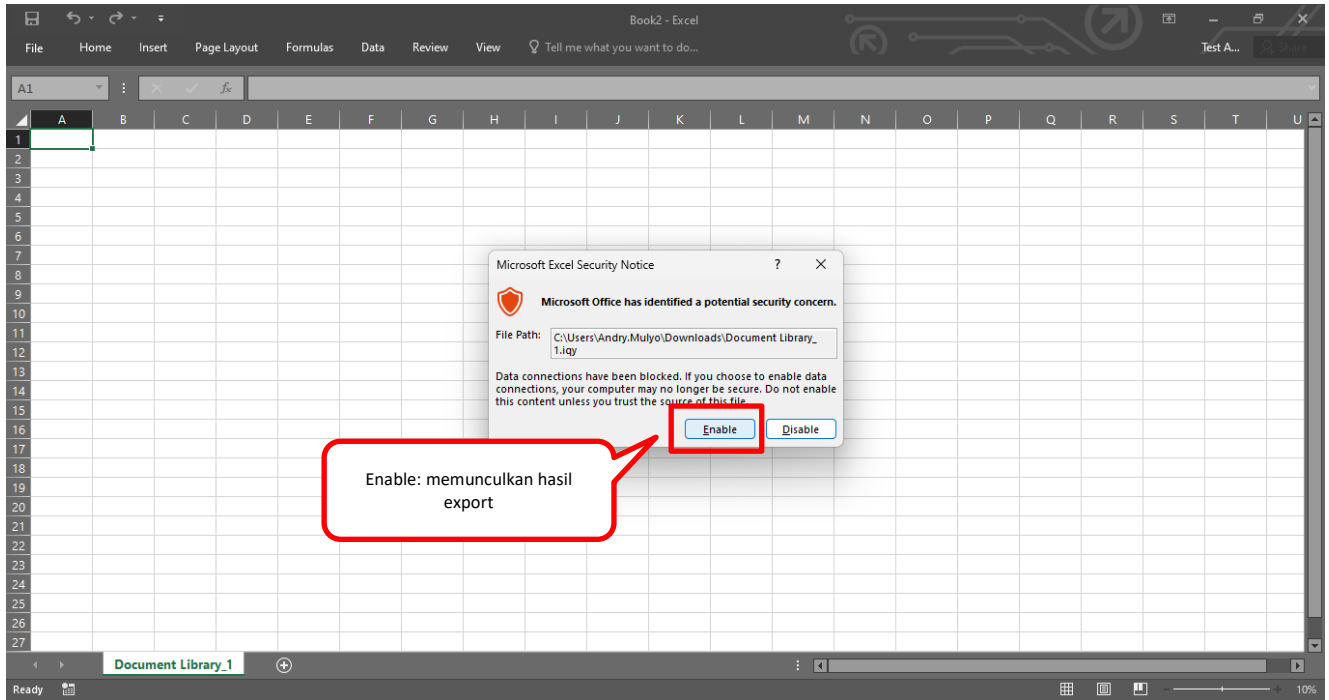 Book2 - Excel
File Home Insert Page Layout Formulas Data Review View Tell me what you want to do... Test A... Share
A1 fx
A B C D E F G H I J K L M N O P Q R S T U
1
2
3
4
5
6
7
8
9
10
11
12
13
14
15
16
17
18
19
20
21
22
23
24
25
26
27
Microsoft Excel Security Notice ?
Microsoft Office has identified a potential security concern.
File Path: C:\Users\Andry.Mulyo\Downloads\Document Library_
1.iqy
Data connections have been blocked. If you choose to enable data
connections, your computer may no longer be secure. Do not enable
this content unless you trust the source of this file.
Enable Disable
Enable: memunculkan hasil
export
Document Library_1
Ready 10%